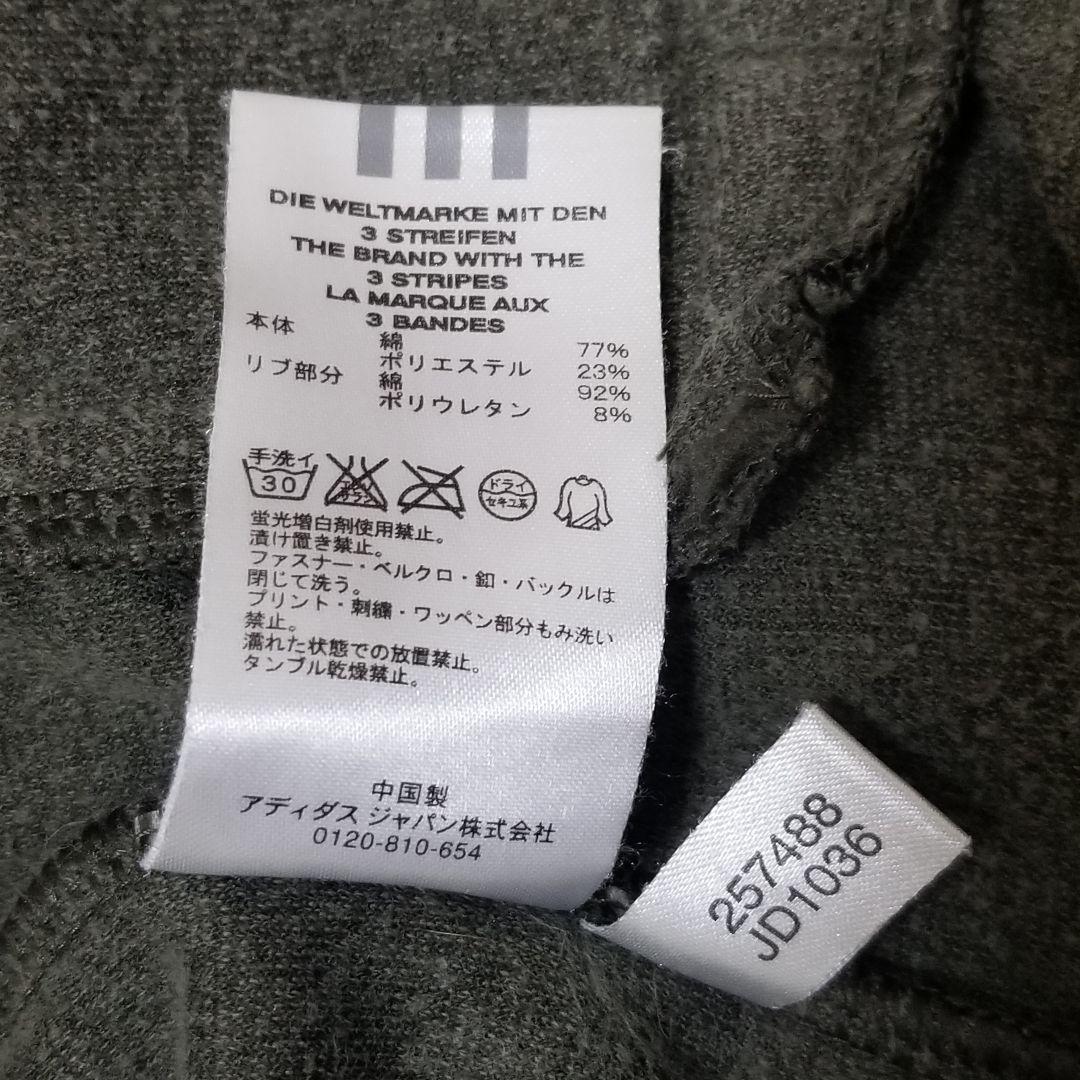 DIE WELTMARKE MIT DEN
3 STREIFEN
THE BRAND WITH THE
3 STRIPES
LA MARQUE AUX
3 BANDES
本体 綿 77%
ポリエステル 23%
リブ部分 綿 92%
ポリウレタン 8%
手洗イ
30
エンソ
サラシ
ドライ
セキユ系
蛍光増白剤使用禁止。
漬け置き禁止。
ファスナー・ベルクロ・釦・バックルは
閉じて洗う。
プリント・刺繍・ワッペン部分もみ洗い
禁止。
濡れた状態での放置禁止。
タンブル乾燥禁止。
中国製
アディダス ジャパン株式会社
0120-810-654
257488
JD1036